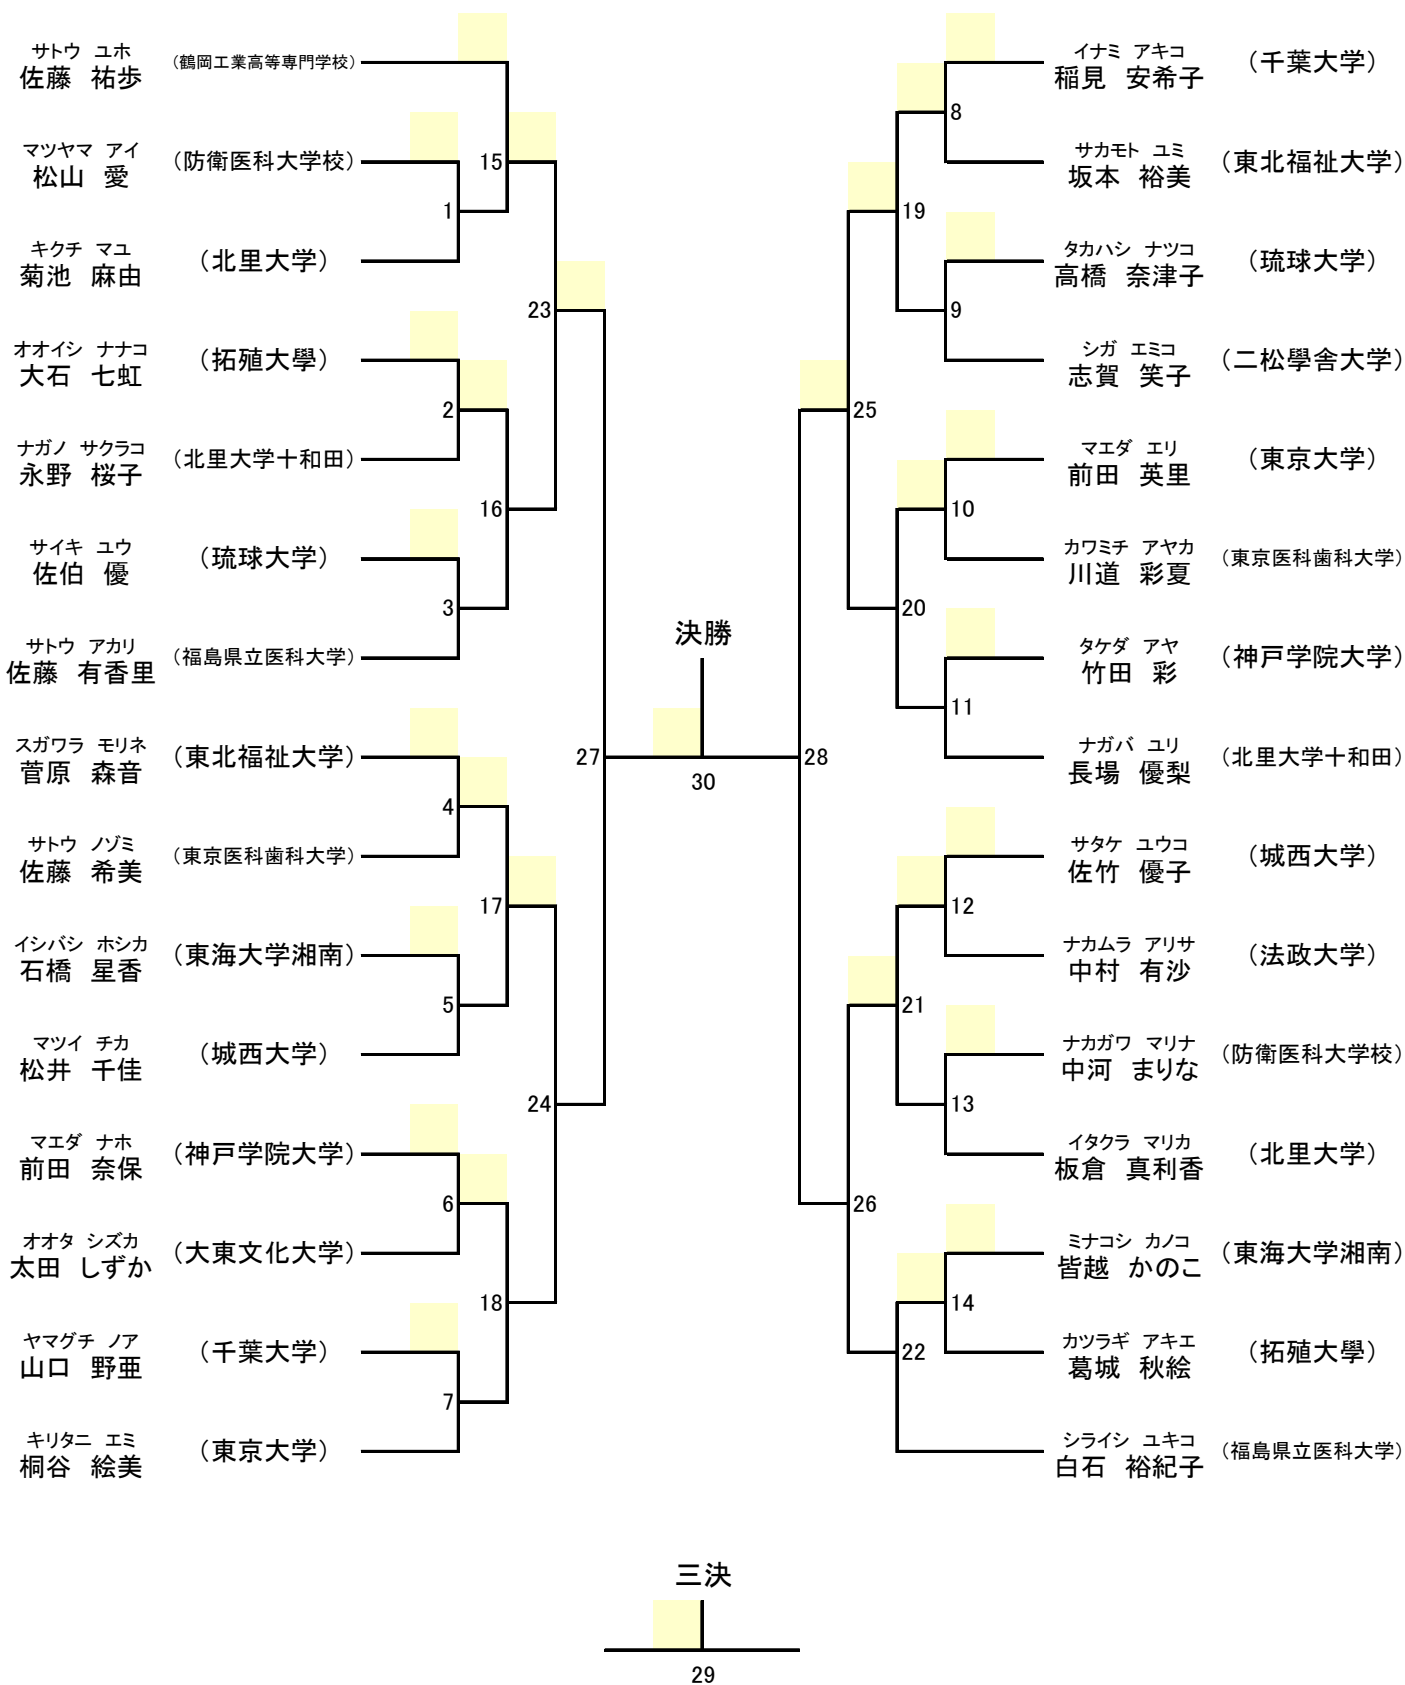 サトウ ユホ
佐藤 祐歩 (鶴岡工業高等専門学校)
マツヤマ アイ
松山 愛 (防衛医科大学校)
15
1
キクチ マユ
菊池 麻由 (北里大学)
23
オオイシ ナナコ
大石 七虹 (拓殖大學)
2
ナガノ サクラコ
永野 桜子 (北里大学十和田)
16
サイキ ユウ
佐伯 優 (琉球大学)
3
サトウ アカリ
佐藤 有香里 (福島県立医科大学)
スガワラ モリネ
菅原 森音 (東北福祉大学)
27
4
サトウ ノゾミ
佐藤 希美 (東京医科歯科大学)
17
イシバシ ホシカ
石橋 星香 (東海大学湘南)
5
マツイ チカ
松井 千佳 (城西大学)
24
マエダ ナホ
前田 奈保 (神戸学院大学)
6
オオタ シズカ
太田 しずか (大東文化大学)
18
ヤマグチ ノア
山口 野亜 (千葉大学)
7
キリタニ エミ
桐谷 絵美 (東京大学)
決勝
30
イナミ アキコ
稲見 安希子 (千葉大学)
8
サカモト ユミ
坂本 裕美 (東北福祉大学)
19
タカハシ ナツコ
高橋 奈津子 (琉球大学)
9
シガ エミコ
志賀 笑子 (二松學舎大学)
25
マエダ エリ
前田 英里 (東京大学)
10
カワミチ アヤカ
川道 彩夏 (東京医科歯科大学)
20
タケダ アヤ
竹田 彩 (神戸学院大学)
11
ナガバ ユリ
長場 優梨 (北里大学十和田)
28
サタケ ユウコ
佐竹 優子 (城西大学)
12
ナカムラ アリサ
中村 有沙 (法政大学)
21
ナカガワ マリナ
中河 まりな (防衛医科大学校)
13
イタクラ マリカ
板倉 真利香 (北里大学)
26
ミナコシ カノコ
皆越 かのこ (東海大学湘南)
14
カツラギ アキエ
葛城 秋絵 (拓殖大學)
22
シライシ ユキコ
白石 裕紀子 (福島県立医科大学)
三決
29